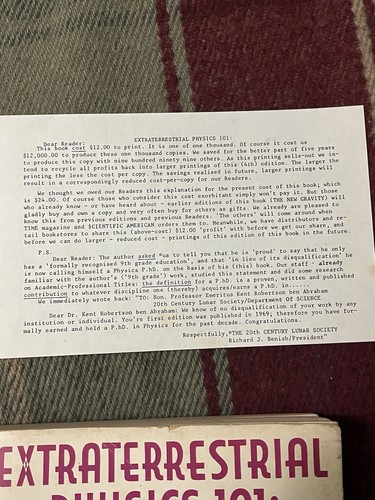 EXTRATERRESTRIAL PHYSICS 101:
Dear Reader:
This book cost $12.00 to print. It is one of one thousand. Of course it cost us
$12,000.00 to produce these one thousand copies. We saved for the better part of five years
to produce this copy with nine hundred ninety nine others. As this printing sells-out we in-
tend to recycle all profits back into larger printings of this (4th) edition. The larger the
printing the less the cost per copy. The savings realised in future, larger printings will
result in a correspondingly reduced cost-per-copy for our Readers.
We thought we owed our Readers this explanation for the present cost of this book, which
is $24.00. Of course those who consider this cost exorbitant simply won't pay it. But those
who already know - or have heard about - earlier editions of this book (THE NEW GRAVITY) will
gladly buy and own a copy and very often buy for others as gifts. We already are pleased to
know this from previous editions and previous Readers. 'The others' will come around when
TIME magazine and SCIENTIFIC AMERICAN orders them to. Meanwhile, we have distributors and re-
tail bookstores to share this (above-cost) $12.00 'profit' with before we get our share, and
before we can do larger - reduced cost - printings of this edition of this book in the future.
P.S.
Dear Reader: The author asked "us to tell you that he is 'proud' to say that he only
has a formally recognised 9th grade education", and that 'in lieu of its disqualification' he
is now calling himself a Physics P.hD. on the basis of his (this) book. Our staff - already
familiar with the author's ("9th grade") work, studied this statement and did some research
on Academic-Professional Titles: the definition for a P.hD. is a proven, written and published
contribution to whatever discipline one (thereby) acquires/earns a P.hD. in......
We immediately wrote back: "TO: Hon. Professor Emeritus Kent Robertson ben Abraham
20th Century Lunar Society/Department Of SCIENCE
Dear Dr. Kent Robertson ben Abraham: We know of no disqualification of your work by any
institution or individual. You're first edition was published in 1969; therefore you have for-
mally earned and held a P.hD. in Physics for the past decade. Congratulations.
Respectfully, "THE 20th CENTURY LUNAR SOCIETY
Richard J. Benish/President"
EXTRATERRESTRIAL
PHYSICS 101: